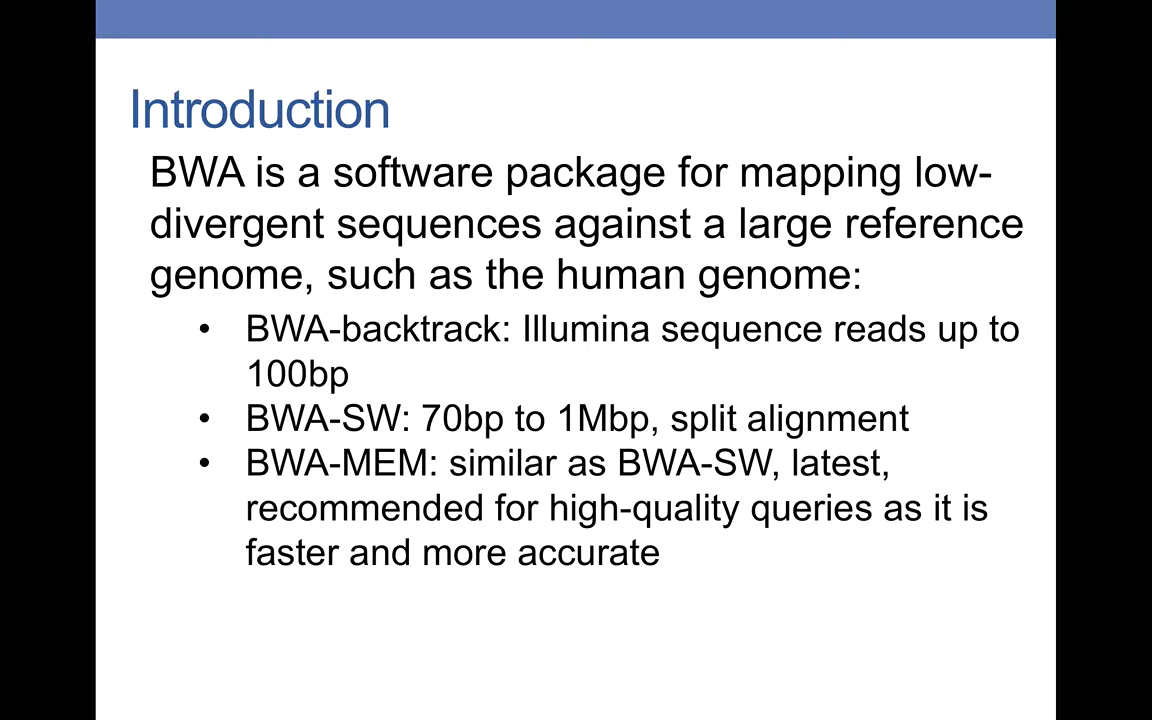 Introduction
BWA is a software package for mapping low-
divergent sequences against a large reference
genome, such as the human genome:
• BWA-backtrack: Illumina sequence reads up to
100bp
• BWA-SW: 70bp to 1Mbp, split alignment
• BWA-MEM: similar as BWA-SW, latest,
recommended for high-quality queries as it is
faster and more accurate